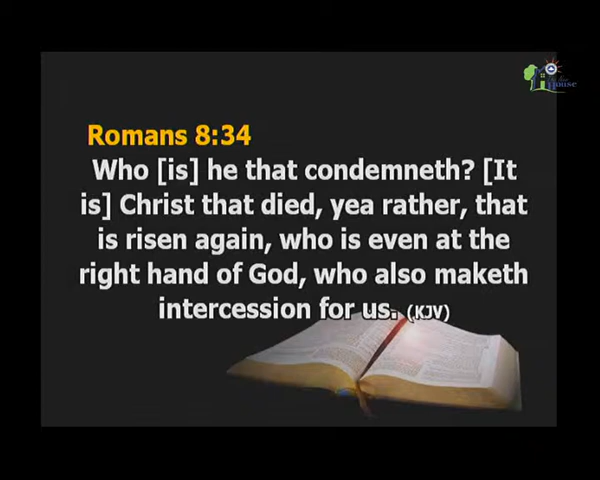 Romans 8:34
Who [is] he that condemneth? [It
is] Christ that died, yea rather, that
is risen again, who is even at the
right hand of God, who also maketh
intercession for us. (KJV)
House